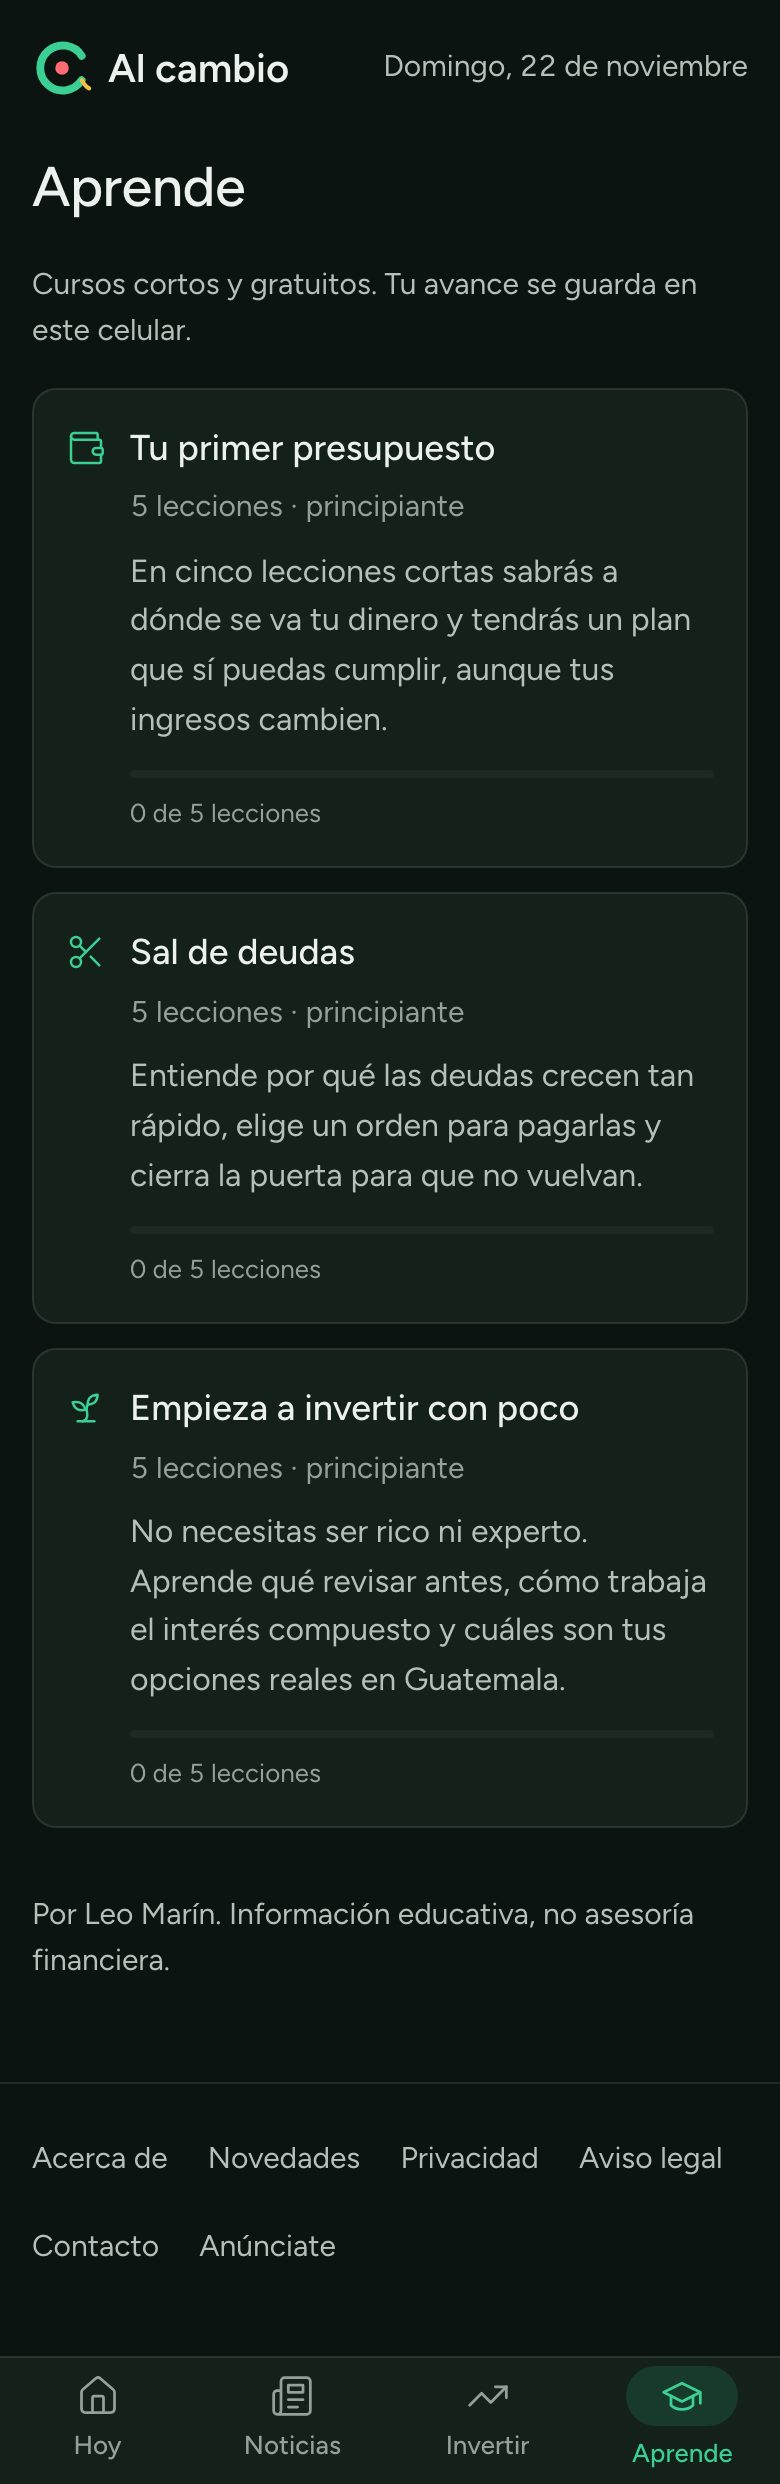 Al cambio
Domingo, 22 de noviembre
Aprende
Cursos cortos y gratuitos. Tu avance se guarda en
este celular.
Tu primer presupuesto
5 lecciones · principiante
En cinco lecciones cortas sabrás a
dónde se va tu dinero y tendrás un plan
que sí puedas cumplir, aunque tus
ingresos cambien.
0 de 5 lecciones
Sal de deudas
5 lecciones · principiante
Entiende por qué las deudas crecen tan
rápido, elige un orden para pagarlas y
cierra la puerta para que no vuelvan.
0 de 5 lecciones
Empieza a invertir con poco
5 lecciones · principiante
No necesitas ser rico ni experto.
Aprende qué revisar antes, cómo trabaja
el interés compuesto y cuáles son tus
opciones reales en Guatemala.
0 de 5 lecciones
Por Leo Marín. Información educativa, no asesoría
financiera.
Acerca de
Novedades
Privacidad
Aviso legal
Contacto
Anúnciate
Hoy
Noticias
Invertir
Aprende